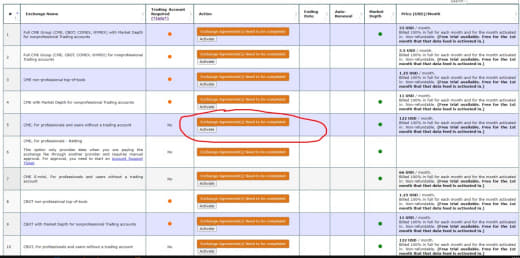 #
Exchange Name
Trading Account
Required
Action
Ending
Date
Auto-
Renewal
Market
Depth
Price (USD)/Month
1
Full CME Group (CME, CBOT, COMEX, NYMEX) with Market Depth
for nonprofessional Trading accounts
Exchange Agreement(s) need to be completed
Activate
33 USD / month.
Billed 100% in full for each month and for the month activated
in. Non-refundable. [Free trial available. Free for the 1st
month that that data feed is activated in.]
2
Full CME Group (CME, CBOT, COMEX, NYMEX) for nonprofessional
Trading accounts
Exchange Agreement(s) need to be completed
Activate
3.5 USD / month.
Billed 100% in full for each month and for the month activated
in. Non-refundable. [Free trial available. Free for the 1st
month that that data feed is activated in.]
3
CME non-professional top-of-book
Exchange Agreement(s) need to be completed
Activate
1.25 USD / month.
Billed 100% in full for each month and for the month activated
in. Non-refundable. [Free trial available. Free for the 1st
month that that data feed is activated in.]
4
CME with Market Depth for nonprofessional Trading accounts
Exchange Agreement(s) need to be completed
Activate
11 USD / month.
Billed 100% in full for each month and for the month activated
in. Non-refundable. [Free trial available. Free for the 1st
month that that data feed is activated in.]
5
CME, For professionals and users without a trading account
No
Exchange Agreement(s) need to be completed
Activate
122 USD / month.
Billed 100% in full for each month and for the month activated
in. Non-refundable. [Free trial available. Free for the 1st
month that that data feed is activated in.]
6
CME, For professionals -
This option only provides data when you are paying the
exchange fee through another provider and requires manual
approval. For approval, you need to start an Account Support
Ticket
No
Exchange Agreement(s) need to be completed
7
CME E-mini, For professionals and users without a trading
account
No
Exchange Agreement(s) need to be completed
Activate
66 USD / month.
Billed 100% in full for each month and for the month activated
in. Non-refundable. [Free trial available. Free for the 1st
month that that data feed is activated in.]
8
CBOT non-professional top-of-book
Exchange Agreement(s) need to be completed
Activate
1.25 USD / month.
Billed 100% in full for each month and for the month activated
in. Non-refundable. [Free trial available. Free for the 1st
month that that data feed is activated in.]
9
CBOT with Market Depth for nonprofessional Trading accounts
Exchange Agreement(s) need to be completed
Activate
11 USD / month.
Billed 100% in full for each month and for the month activated
in. Non-refundable. [Free trial available. Free for the 1st
month that that data feed is activated in.]
10
CBOT, For professionals and users without a trading account
No
Exchange Agreement(s) need to be completed
Activate
122 USD / month.
Billed 100% in full for each month and for the month activated
in. Non-refundable. [Free trial available. Free for the 1st
month that that data feed is activated in.]